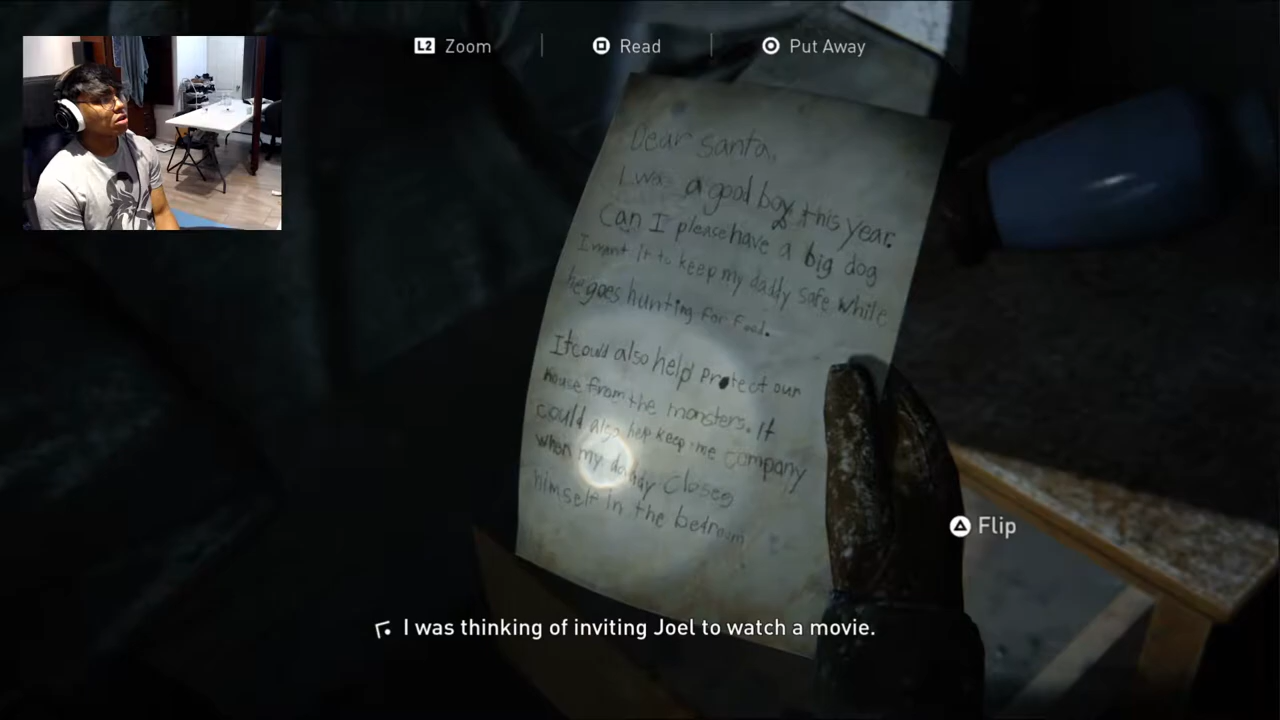 L2 Zoom Read Put Away
Dear Santa,
I was a good boy this year.
Can I please have a big dog
I want it to keep my daddy safe while
he goes hunting for food.
It could also help Protect our
house from the monsters. It
could also help keep me company
when my daddy closes
himself in the bedroom
Flip
I was thinking of inviting Joel to watch a movie.